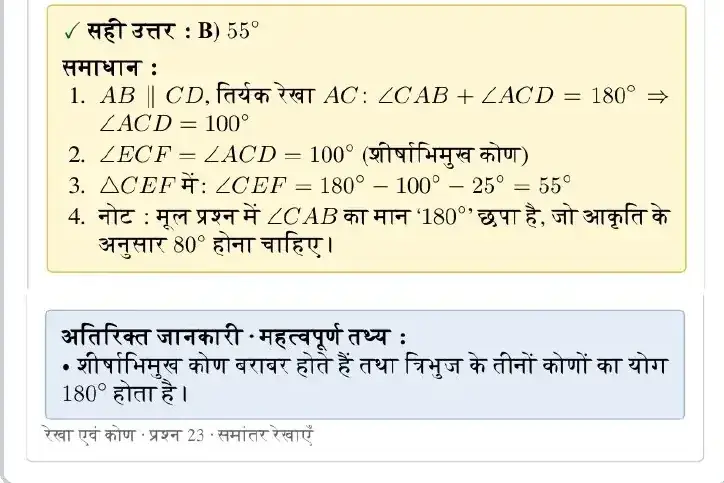 ✓ सही उत्तर : B) 55°
समाधान :
1. AB ∥ CD, तिर्यक रेखा AC: ∠CAB + ∠ACD = 180° ⇒
∠ACD = 100°
2. ∠ECF = ∠ACD = 100° (शीर्षाभिमुख कोण)
3. △CEF में: ∠CEF = 180° − 100° − 25° = 55°
4. नोट : मूल प्रश्न में ∠CAB का मान ‘180°’ छपा है, जो आकृति के
अनुसार 80° होना चाहिए।
अतिरिक्त जानकारी · महत्वपूर्ण तथ्य :
• शीर्षाभिमुख कोण बराबर होते हैं तथा त्रिभुज के तीनों कोणों का योग
180° होता है।
रेखा एवं कोण · प्रश्न 23 · समांतर रेखाएँ